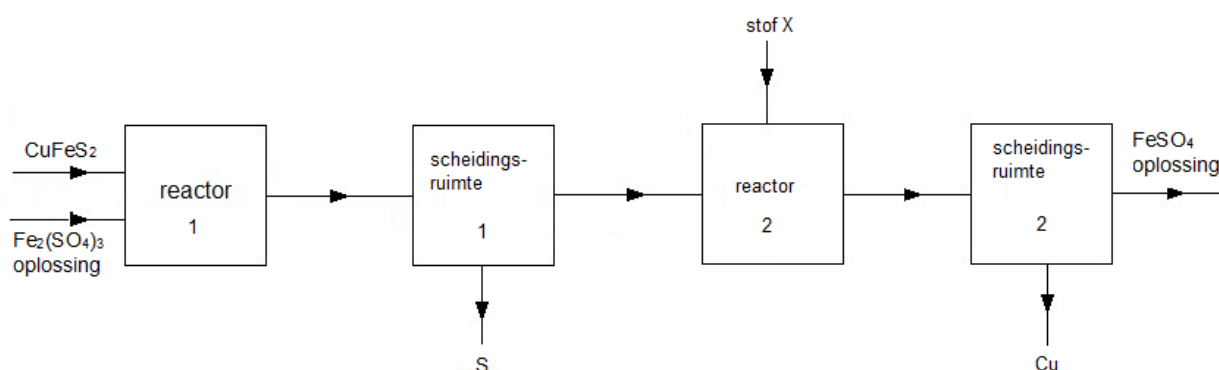 stof X
CuFeS₂
Fe₂(SO₄)₃
oplossing
reactor
1
scheidings-
ruimte
1
S
reactor
2
scheidings-
ruimte
2
Cu
FeSO₄
oplossing